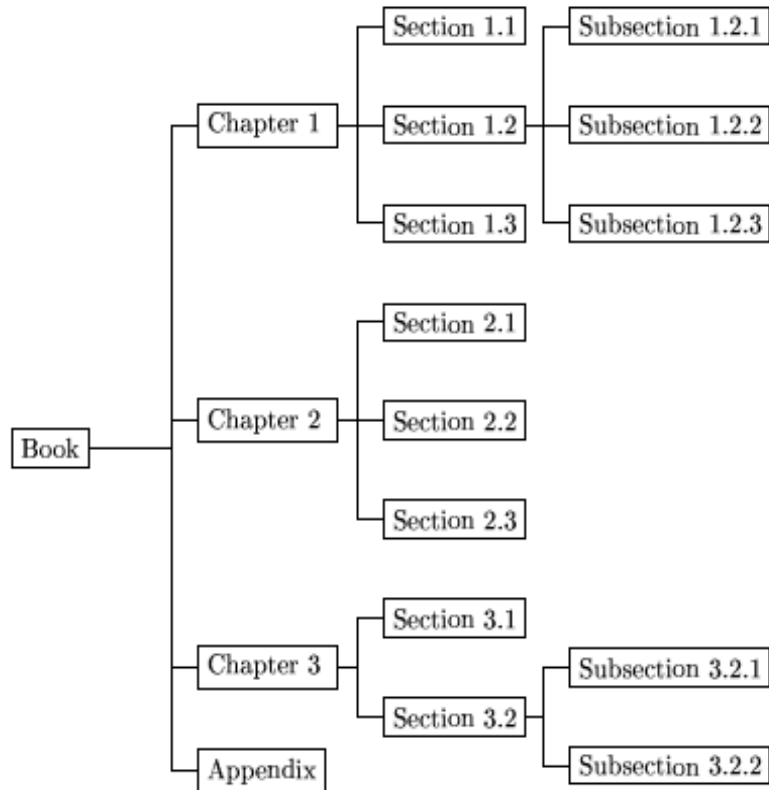 Book
Chapter 1
Section 1.1
Section 1.2
Subsection 1.2.1
Subsection 1.2.2
Subsection 1.2.3
Section 1.3
Chapter 2
Section 2.1
Section 2.2
Section 2.3
Chapter 3
Section 3.1
Section 3.2
Subsection 3.2.1
Subsection 3.2.2
Appendix